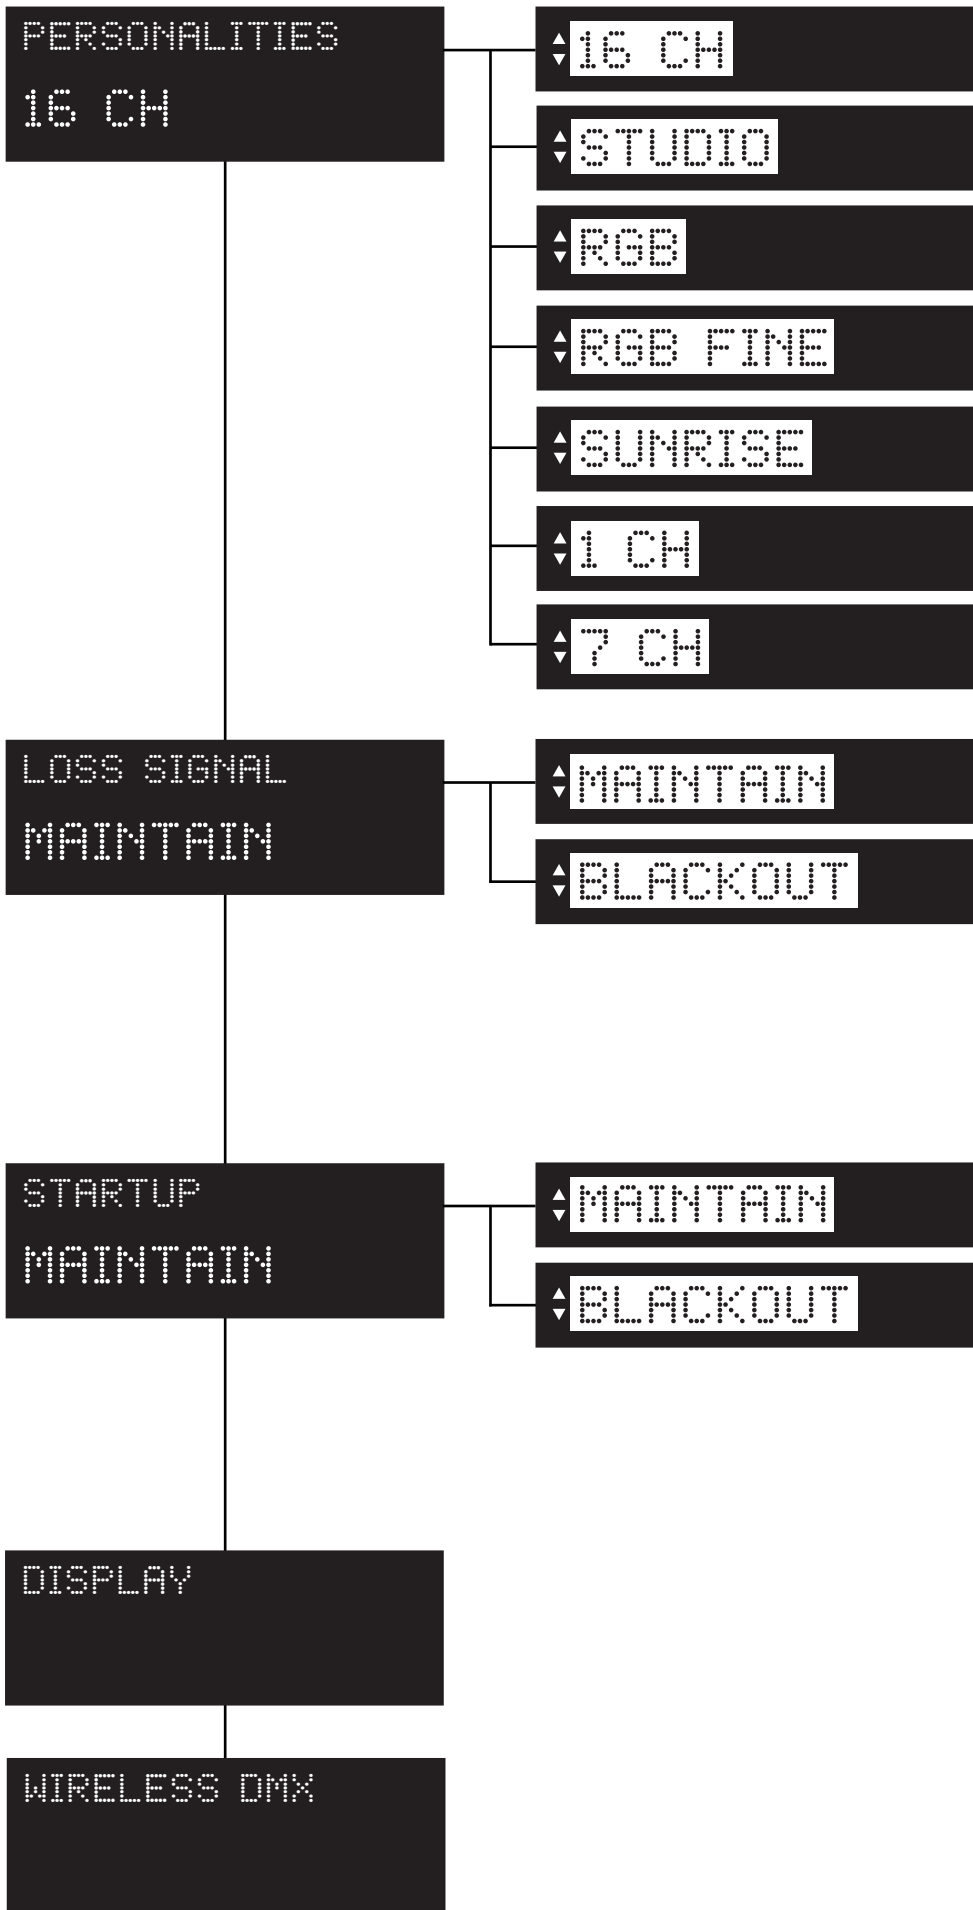 PERSONALITIES
16 CH
16 CH
STUDIO
RGB
RGB FINE
SUNRISE
1 CH
7 CH
LOSS SIGNAL
MAINTAIN
MAINTAIN
BLACKOUT
STARTUP
MAINTAIN
MAINTAIN
BLACKOUT
DISPLAY
WIRELESS DMX